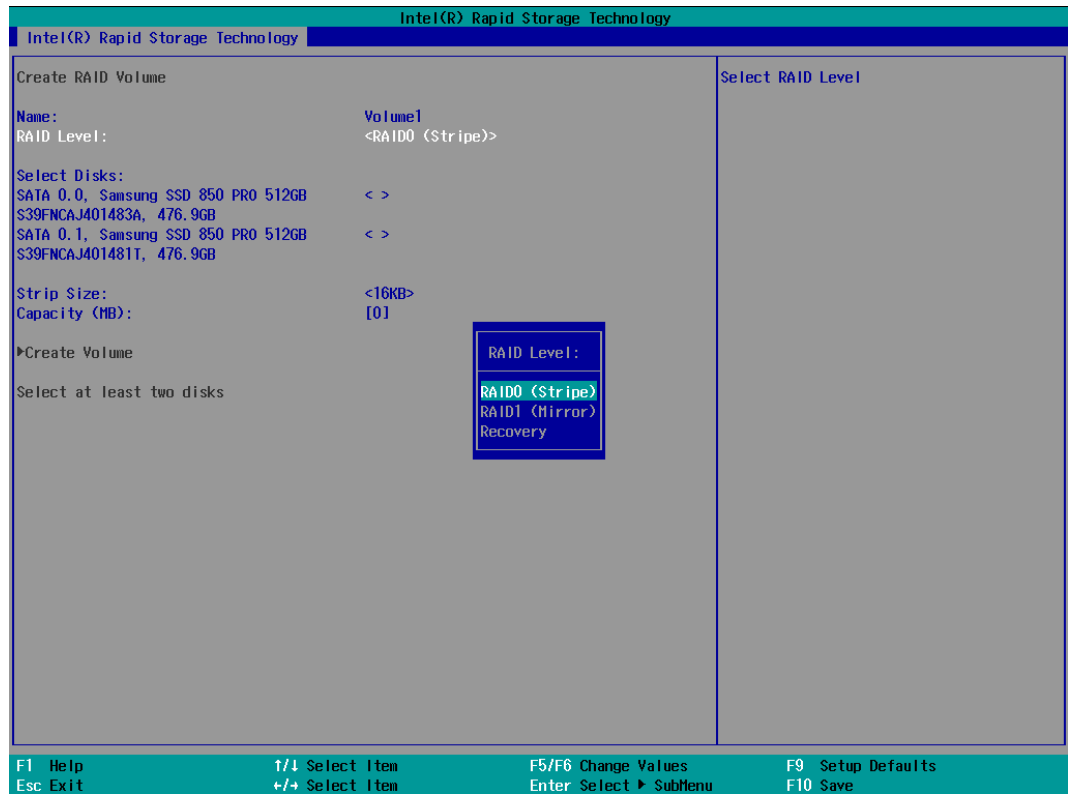 Intel(R) Rapid Storage Technology
Intel(R) Rapid Storage Technology
Create RAID Volume
Select RAID Level
Name: Volume1
RAID Level: <RAID0 (Stripe)>
Select Disks:
SATA 0.0, Samsung SSD 850 PRO 512GB < >
S39FNCAJ401483A, 476.9GB
SATA 0.1, Samsung SSD 850 PRO 512GB < >
S39FNCAJ401481T, 476.9GB
Strip Size: <16KB>
Capacity (MB): [0]
▶Create Volume
Select at least two disks
RAID Level:
RAID0 (Stripe)
RAID1 (Mirror)
Recovery
F1 Help ↑/↓ Select Item F5/F6 Change Values F9 Setup Defaults
Esc Exit ←/→ Select Item Enter Select ▶ SubMenu F10 Save